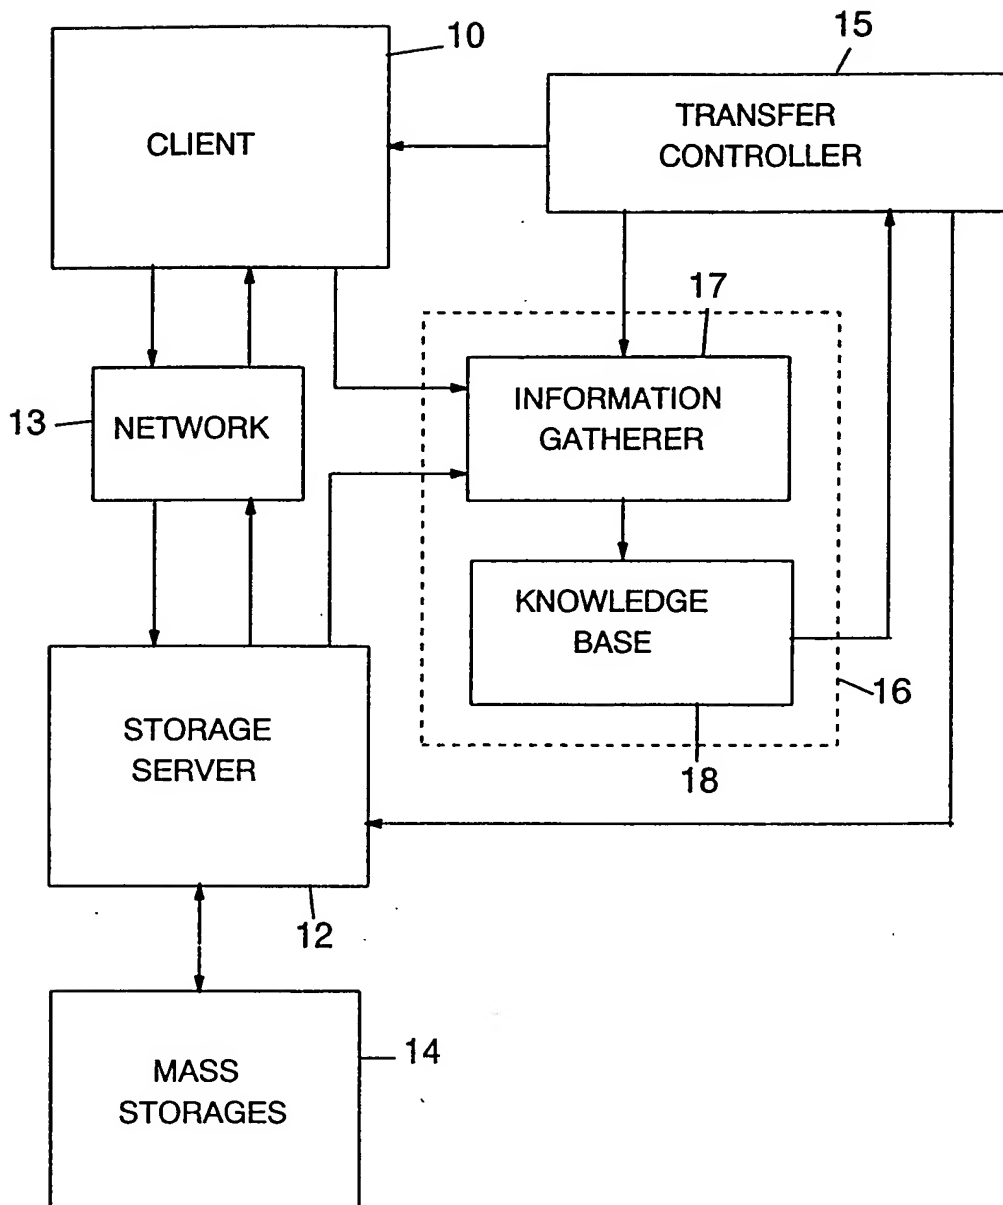 10
15
CLIENT
TRANSFER
CONTROLLER
17
13
NETWORK
INFORMATION
GATHERER
KNOWLEDGE
BASE
16
STORAGE
SERVER
18
12
14
MASS
STORAGES